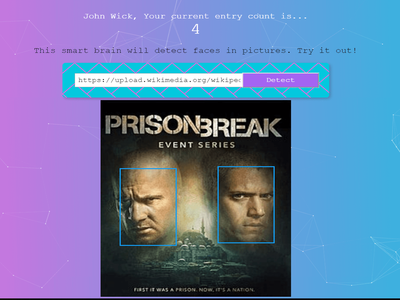 John Wick, Your current entry count is...
4
This smart brain will detect faces in pictures. Try it out!
https://upload.wikimedia.org/wikipe
Detect
PRISON BREAK
EVENT SERIES
FIRST IT WAS A PRISON. NOW, IT'S A NATION.